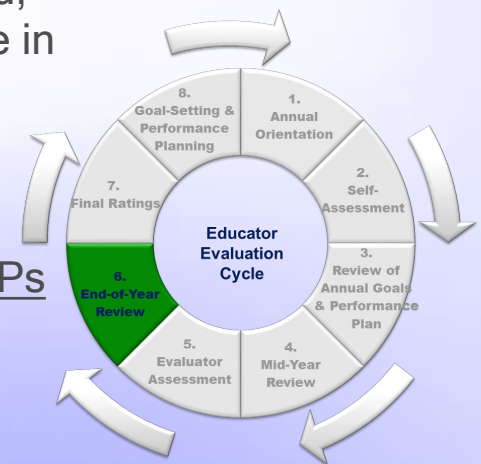 d,
e in
Ps
8.
Goal-Setting &
Performance
Planning
1.
Annual
Orientation
2.
Self-
Assessment
3.
Review of
Annual Goals
& Performance
Plan
4.
Mid-Year
Review
5.
Evaluator
Assessment
6.
End-of-Year
Review
7.
Final Ratings
Educator
Evaluation
Cycle